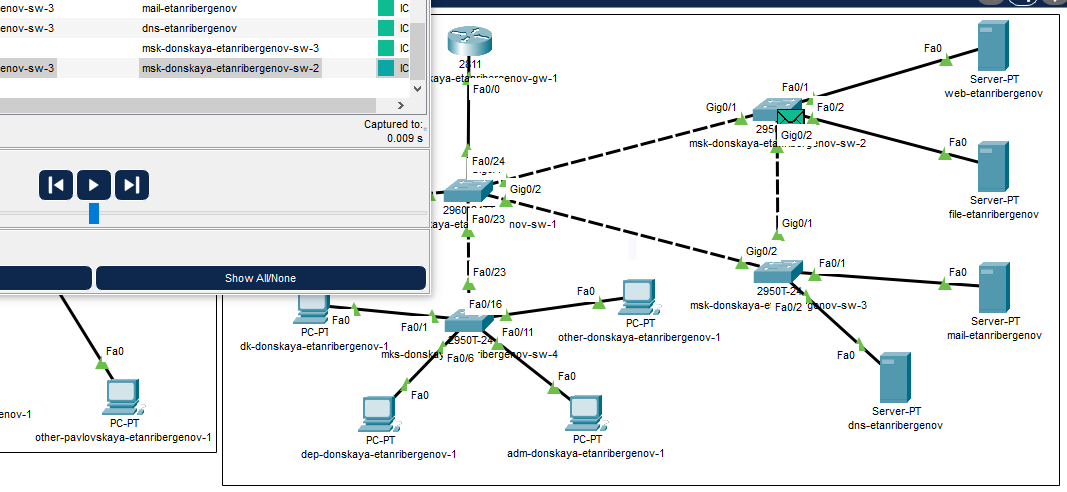 enov-sw-3 mail-etanribergenov IC
enov-sw-3 dns-etanribergenov IC
msk-donskaya-etanribergenov-sw-3 IC
enov-sw-3 msk-donskaya-etanribergenov-sw-2 IC
Captured to:
0.009 s
Show All/None
2811
aya-etanribergenov-gw-1
Fa0/0
Fa0/24
Gig0/2
nov-sw-1
Fa0/23
Fa0/23
Gig0/1
Fa0/1
Fa0/2
Gig0/2
msk-donskaya-eta
genov-sw-2
Fa0
Server-PT
web-etanribergenov
Fa0
Server-PT
file-etanribergenov
Gig0/1
Gig0/2
Fa0/1
2950T-24
msk-donskaya-e
genov-sw-3
Fa0/2
Fa0
Server-PT
mail-etanribergenov
Fa0
Server-PT
dns-etanribergenov
Fa0/16
Fa0
PC-PT
dk-donskaya-etanribergenov-1
Fa0/1
2950T-24
mks-donskay
ribergenov-sw-4
Fa0/11
Fa0/6
Fa0
PC-PT
other-donskaya-etanribergenov-1
Fa0
PC-PT
dep-donskaya-etanribergenov-1
Fa0
PC-PT
adm-donskaya-etanribergenov-1
Fa0
enov-1
PC-PT
other-pavlovskaya-etanribergenov-1